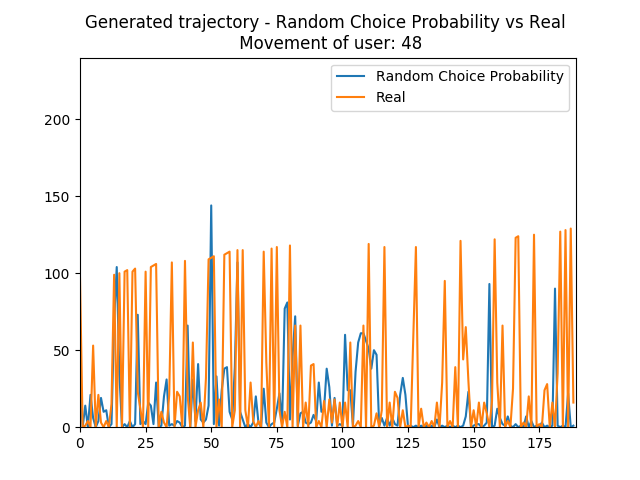 Generated trajectory - Random Choice Probability vs Real
Movement of user: 48
Random Choice Probability
Real
200
150
100
50
0
0 25 50 75 100 125 150 175